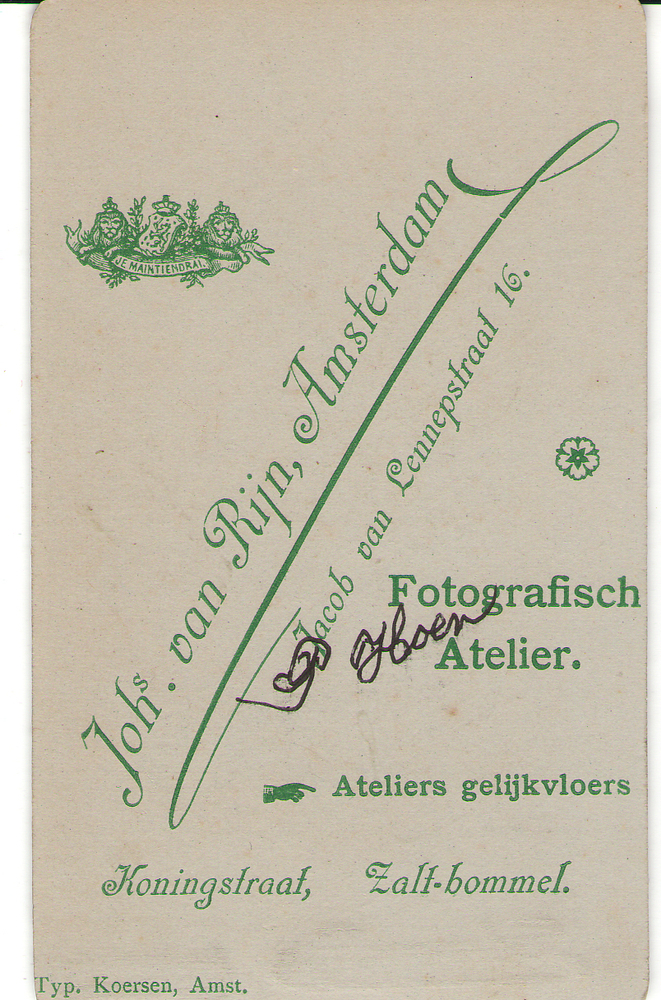 JE MAINTIENDRAI.
Johs. van Rijn, Amsterdam
Jacob van Lennepstraat 16.
Fotografisch
Atelier.
Hoen
Ateliers gelijkvloers
Koningstraat, Zalt-bommel.
Typ. Koersen, Amst.